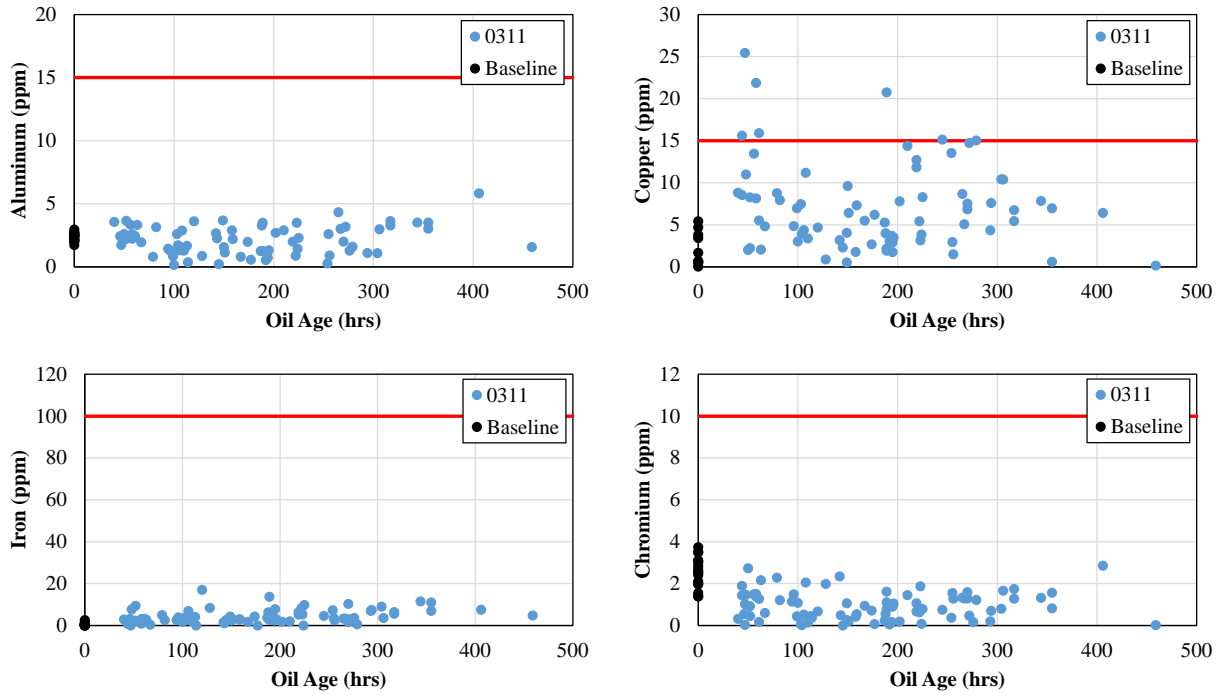 20
15
10
5
0
0 100 200 300 400 500
Aluminum (ppm)
Oil Age (hrs)
0311
Baseline
30
25
20
15
10
5
0
0 100 200 300 400 500
Copper (ppm)
Oil Age (hrs)
0311
Baseline
120
100
80
60
40
20
0
0 100 200 300 400 500
Iron (ppm)
Oil Age (hrs)
0311
Baseline
12
10
8
6
4
2
0
0 100 200 300 400 500
Chromium (ppm)
Oil Age (hrs)
0311
Baseline